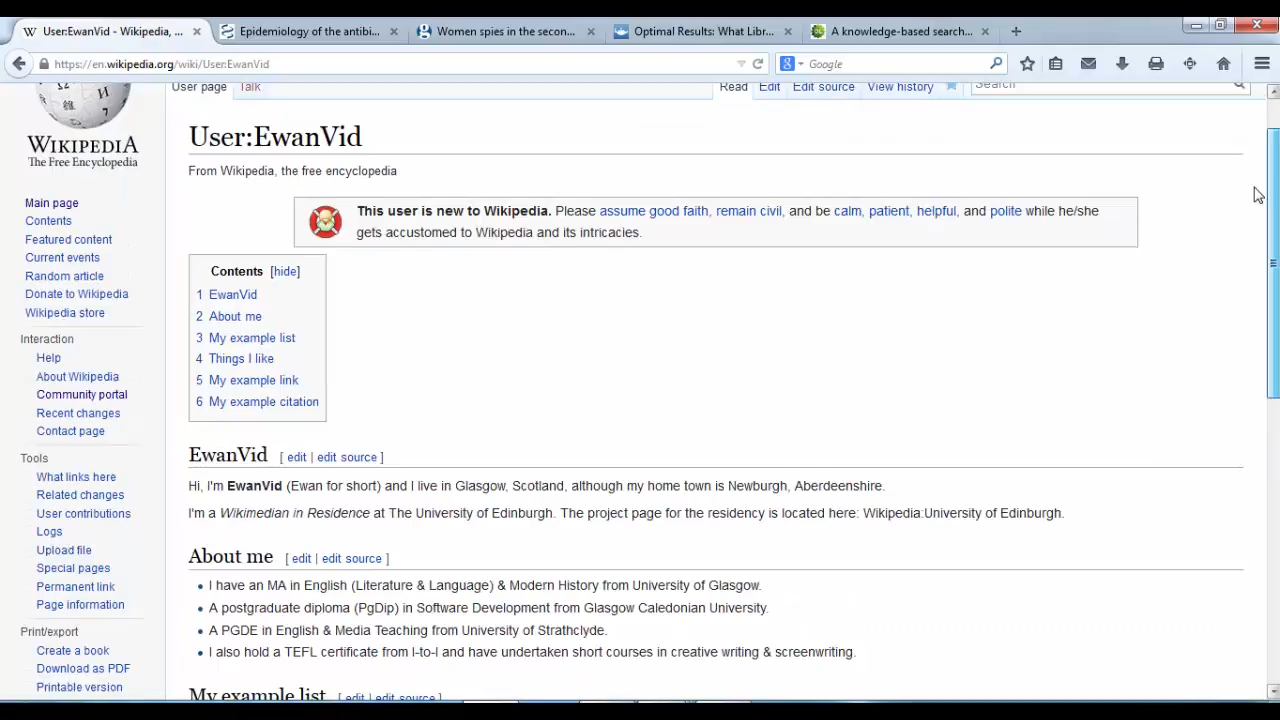 User:EwanVid - Wikipedia, ...
Epidemiology of the antibi...
Women spies in the secon...
Optimal Results: What Libr...
A knowledge-based search...
https://en.wikipedia.org/wiki/User:EwanVid
Google
User page
Talk
Read
Edit
Edit source
View history
Search
WIKIPEDIA
The Free Encyclopedia
Main page
Contents
Featured content
Current events
Random article
Donate to Wikipedia
Wikipedia store
Interaction
Help
About Wikipedia
Community portal
Recent changes
Contact page
Tools
What links here
Related changes
User contributions
Logs
Upload file
Special pages
Permanent link
Page information
Print/export
Create a book
Download as PDF
Printable version
User:EwanVid
From Wikipedia, the free encyclopedia
This user is new to Wikipedia. Please assume good faith, remain civil, and be calm, patient, helpful, and polite while he/she
gets accustomed to Wikipedia and its intricacies.
Contents [hide]
1 EwanVid
2 About me
3 My example list
4 Things I like
5 My example link
6 My example citation
EwanVid [ edit | edit source ]
Hi, I'm EwanVid (Ewan for short) and I live in Glasgow, Scotland, although my home town is Newburgh, Aberdeenshire.
I'm a Wikimedian in Residence at The University of Edinburgh. The project page for the residency is located here: Wikipedia:University of Edinburgh.
About me [ edit | edit source ]
• I have an MA in English (Literature & Language) & Modern History from University of Glasgow.
• A postgraduate diploma (PgDip) in Software Development from Glasgow Caledonian University.
• A PGDE in English & Media Teaching from University of Strathclyde.
• I also hold a TEFL certificate from I-to-I and have undertaken short courses in creative writing & screenwriting.
My example list [ edit | edit source ]